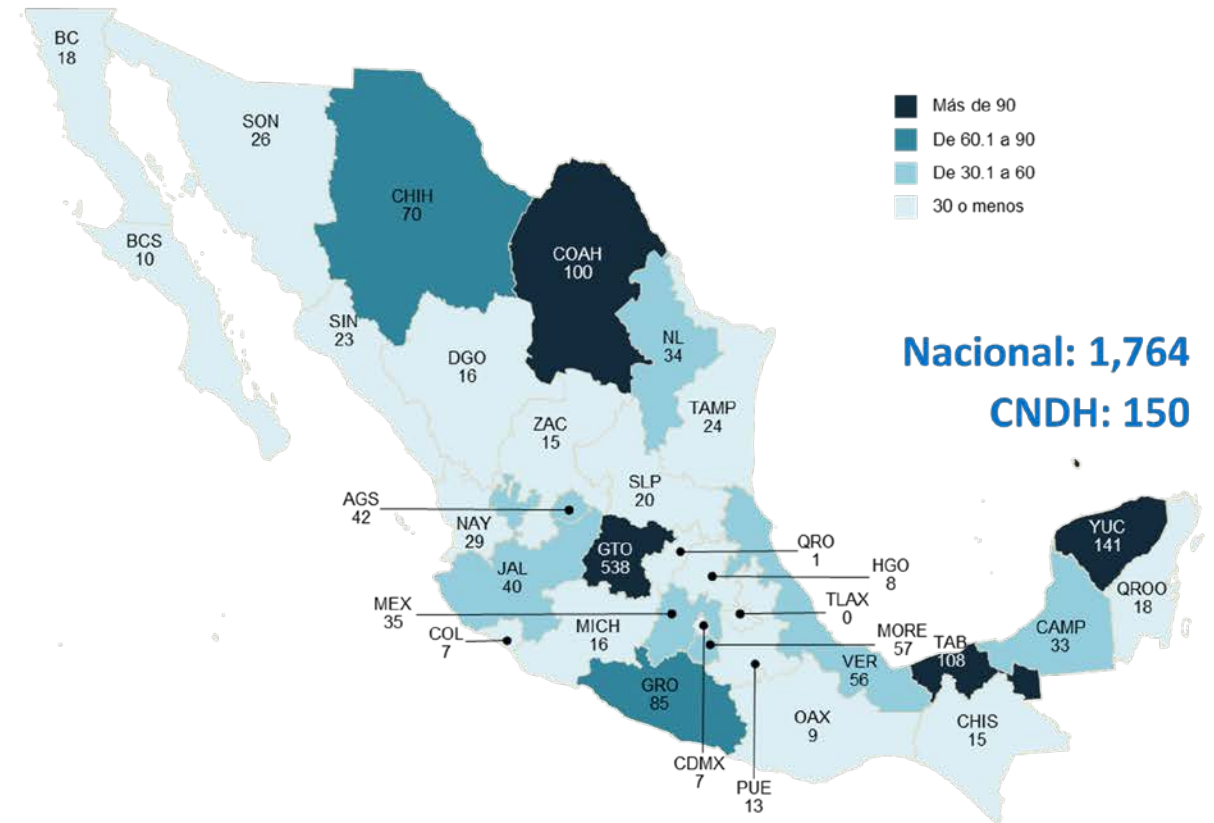 BC
18
SON
26
CHIH
70
BCS
10
COAH
100
SIN
23
DGO
16
NL
34
TAMP
24
ZAC
15
SLP
20
AGS
42
NAY
29
GTO
538
JAL
40
QRO
1
HGO
8
MEX
35
COL
7
MICH
16
TLAX
0
MORE
57
GRO
85
CDMX
7
PUE
13
VER
56
OAX
9
TAB
108
CHIS
15
CAMP
33
YUC
141
QROO
18
Más de 90
De 60.1 a 90
De 30.1 a 60
30 o menos
Nacional: 1,764
CNDH: 150